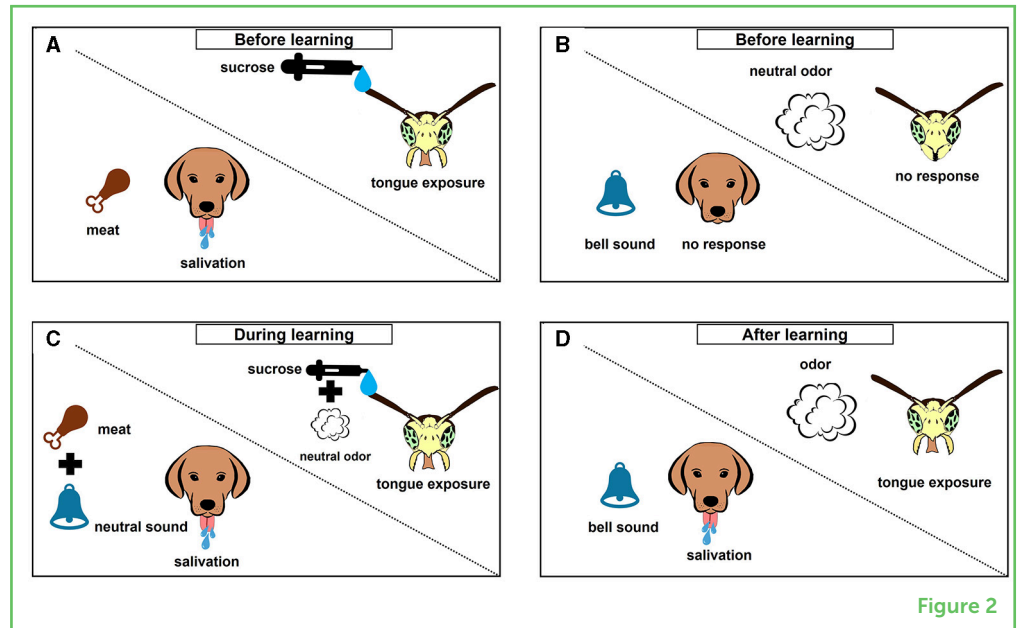 A
Before learning
sucrose
tongue exposure
meat
salivation
B
Before learning
neutral odor
no response
bell sound
no response
C
During learning
sucrose
neutral odor
tongue exposure
meat
neutral sound
salivation
D
After learning
odor
tongue exposure
bell sound
salivation
Figure 2